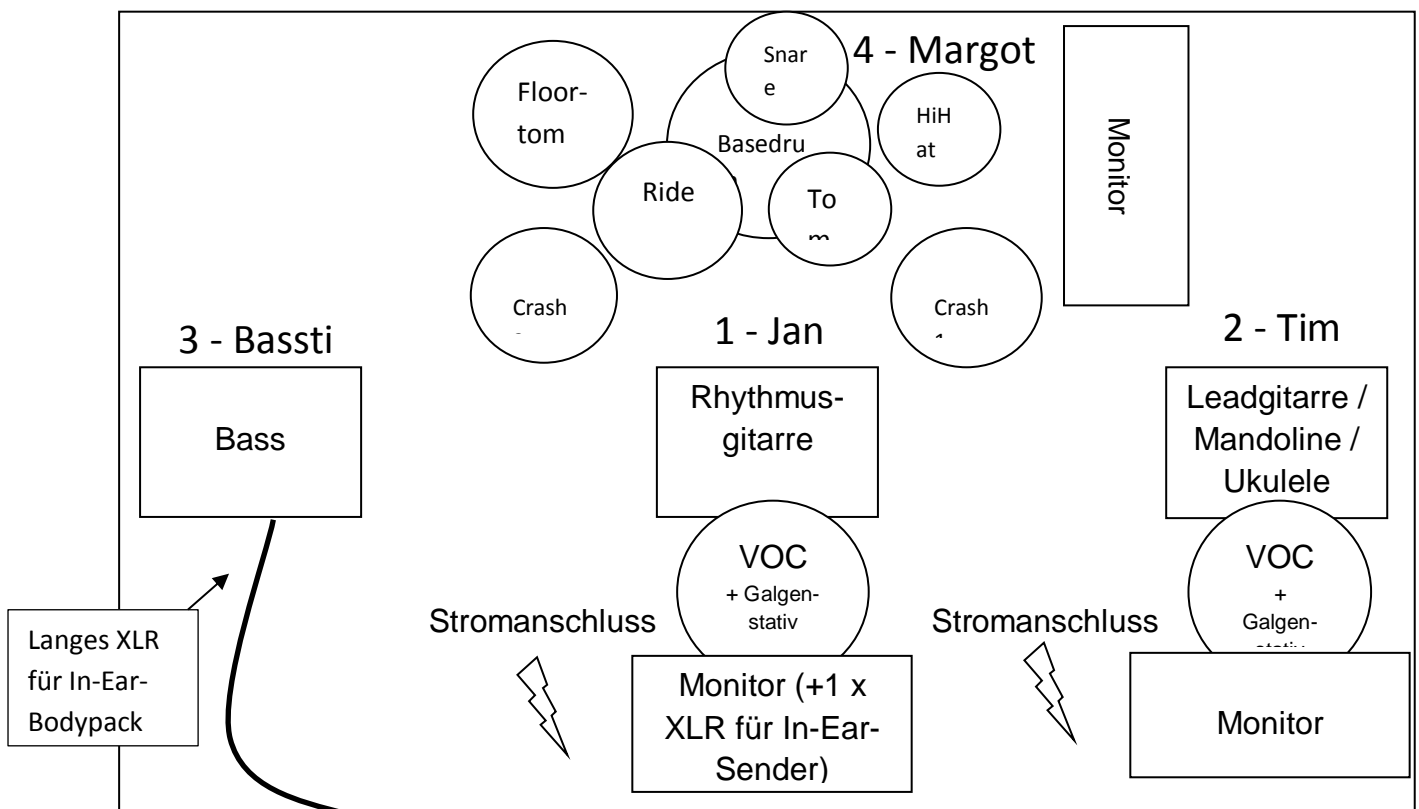 4 - Margot
Snar
e
Floor-
tom
HiH
at
Basedru
Monitor
Ride
To
Crash
Crash
3 - Bassti
1 - Jan
2 - Tim
Bass
Rhythmus-
gitarre
Leadgitarre /
Mandoline /
Ukulele
VOC
+ Galgen-
stativ
VOC
+
Galgen-
Stromanschluss
Stromanschluss
Langes XLR
für In-Ear-
Bodypack
Monitor (+1 x
XLR für In-Ear-
Sender)
Monitor